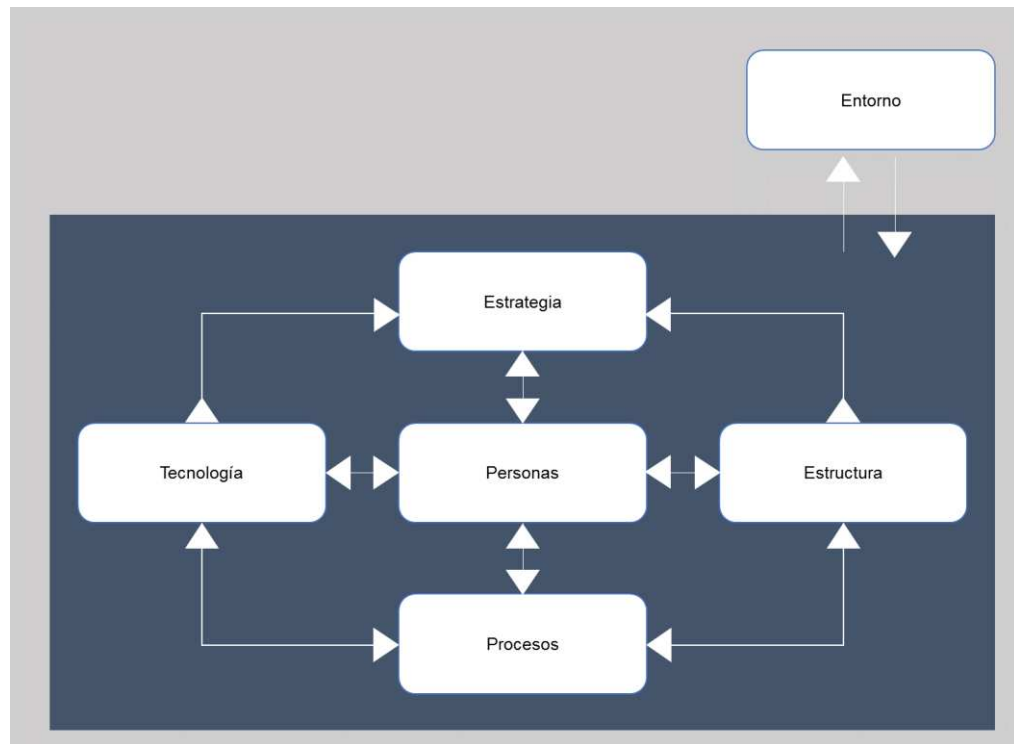 Entorno
Estrategia
Tecnología
Personas
Estructura
Procesos